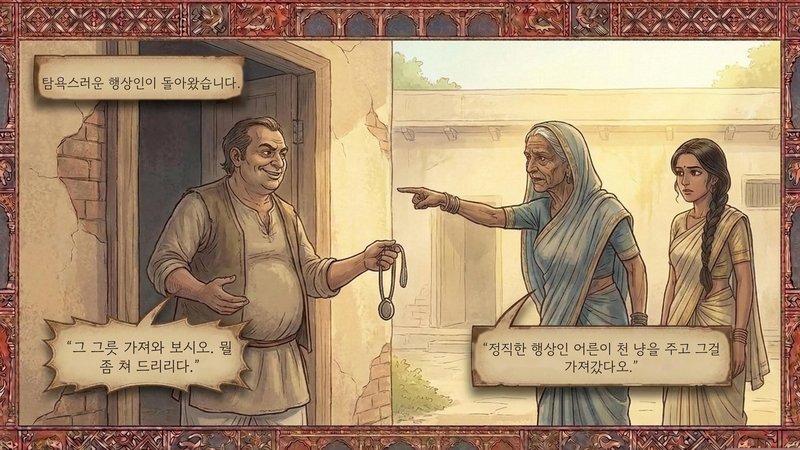 탐욕스러운 행상인이 돌아왔습니다.
“그 그릇 가져와 보시오. 뭘
좀 쳐 드리리다.”
“정직한 행상인 어른이 천 냥을 주고 그걸
가져갔다오.”